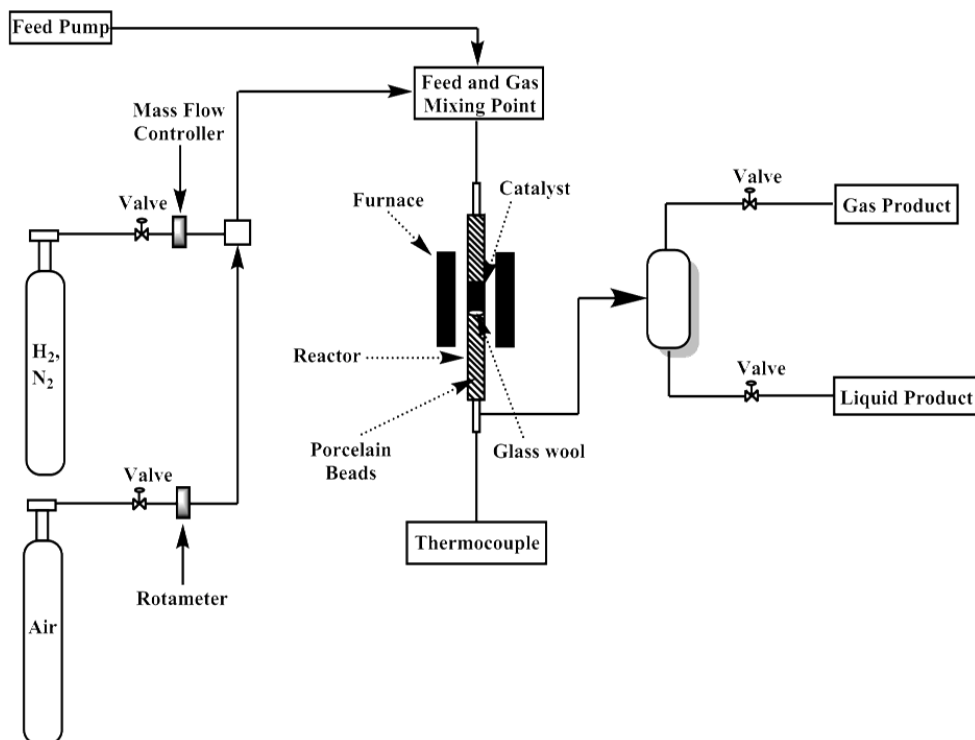 Feed Pump
Feed and Gas
Mixing Point
Mass Flow
Controller
Valve
Furnace
Catalyst
Valve
Gas Product
H₂,
N₂
Reactor
Valve
Liquid Product
Porcelain
Beads
Glass wool
Valve
Thermocouple
Rotameter
Air